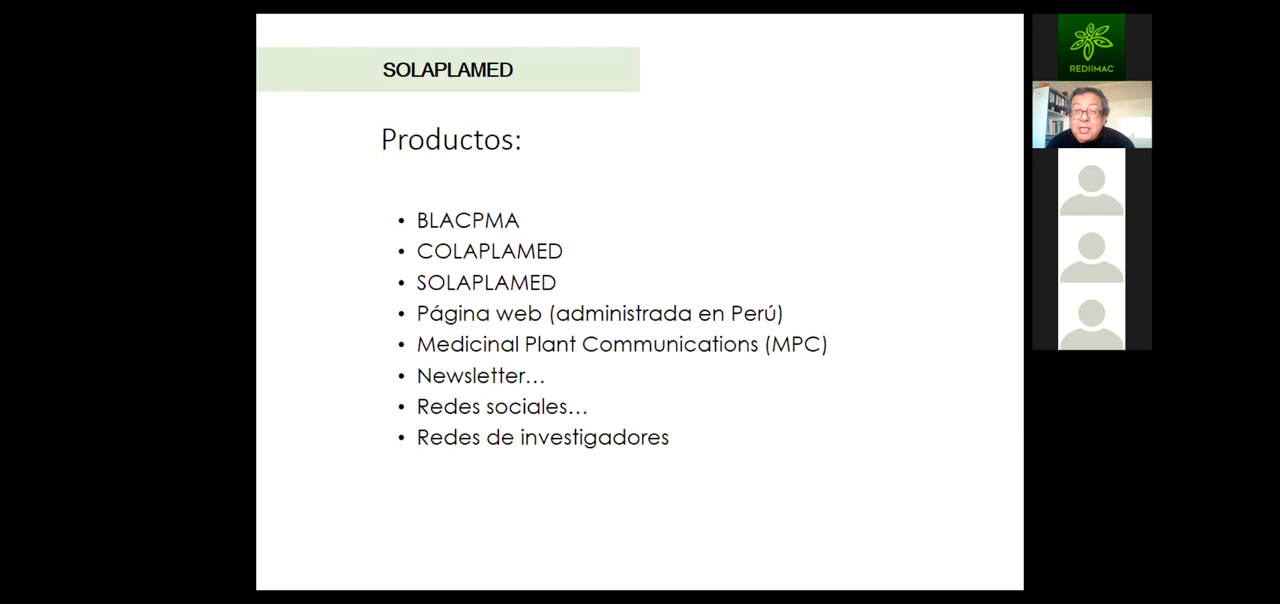 SOLAPLAMED
Productos:
• BLACPMA
• COLAPLAMED
• SOLAPLAMED
• Página web (administrada en Perú)
• Medicinal Plant Communications (MPC)
• Newsletter…
• Redes sociales…
• Redes de investigadores
REDIIMAC